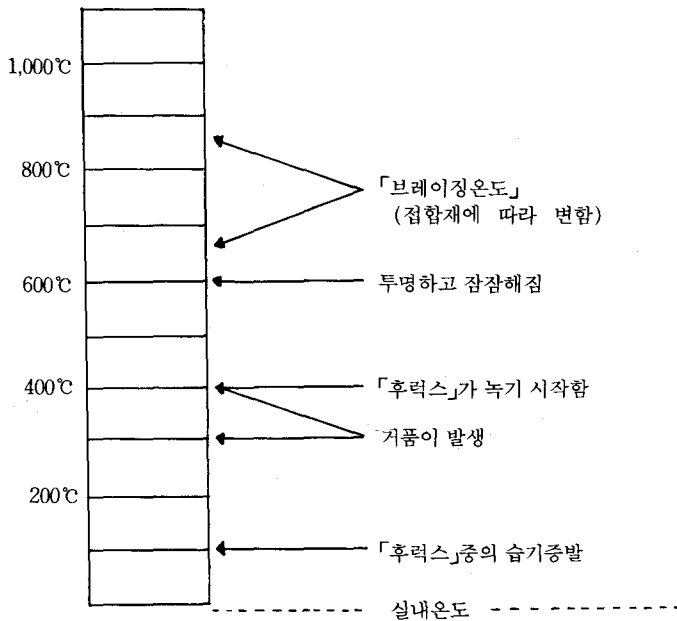 1,000℃
800℃
「브레이징온도」
(접합재에 따라 변함)
600℃
투명하고 잠잠해짐
400℃
「후럭스」가 녹기 시작함
거품이 발생
200℃
「후럭스」중의 습기증발
실내온도